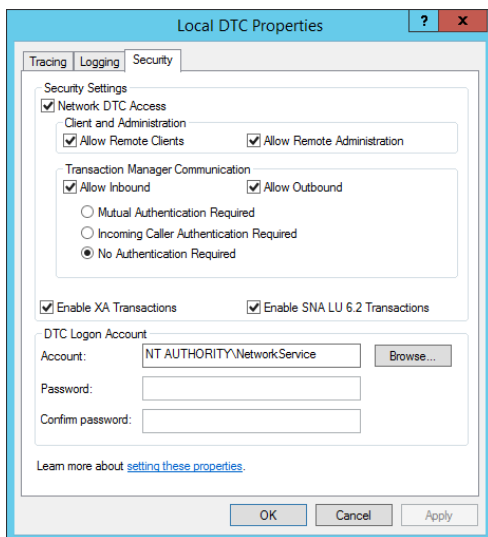 Local DTC Properties
? x
Tracing Logging Security
Security Settings
Network DTC Access
Client and Administration
Allow Remote Clients Allow Remote Administration
Transaction Manager Communication
Allow Inbound Allow Outbound
Mutual Authentication Required
Incoming Caller Authentication Required
No Authentication Required
Enable XA Transactions Enable SNA LU 6.2 Transactions
DTC Logon Account
Account: NT AUTHORITY\NetworkService Browse...
Password:
Confirm password:
Learn more about setting these properties.
OK Cancel Apply